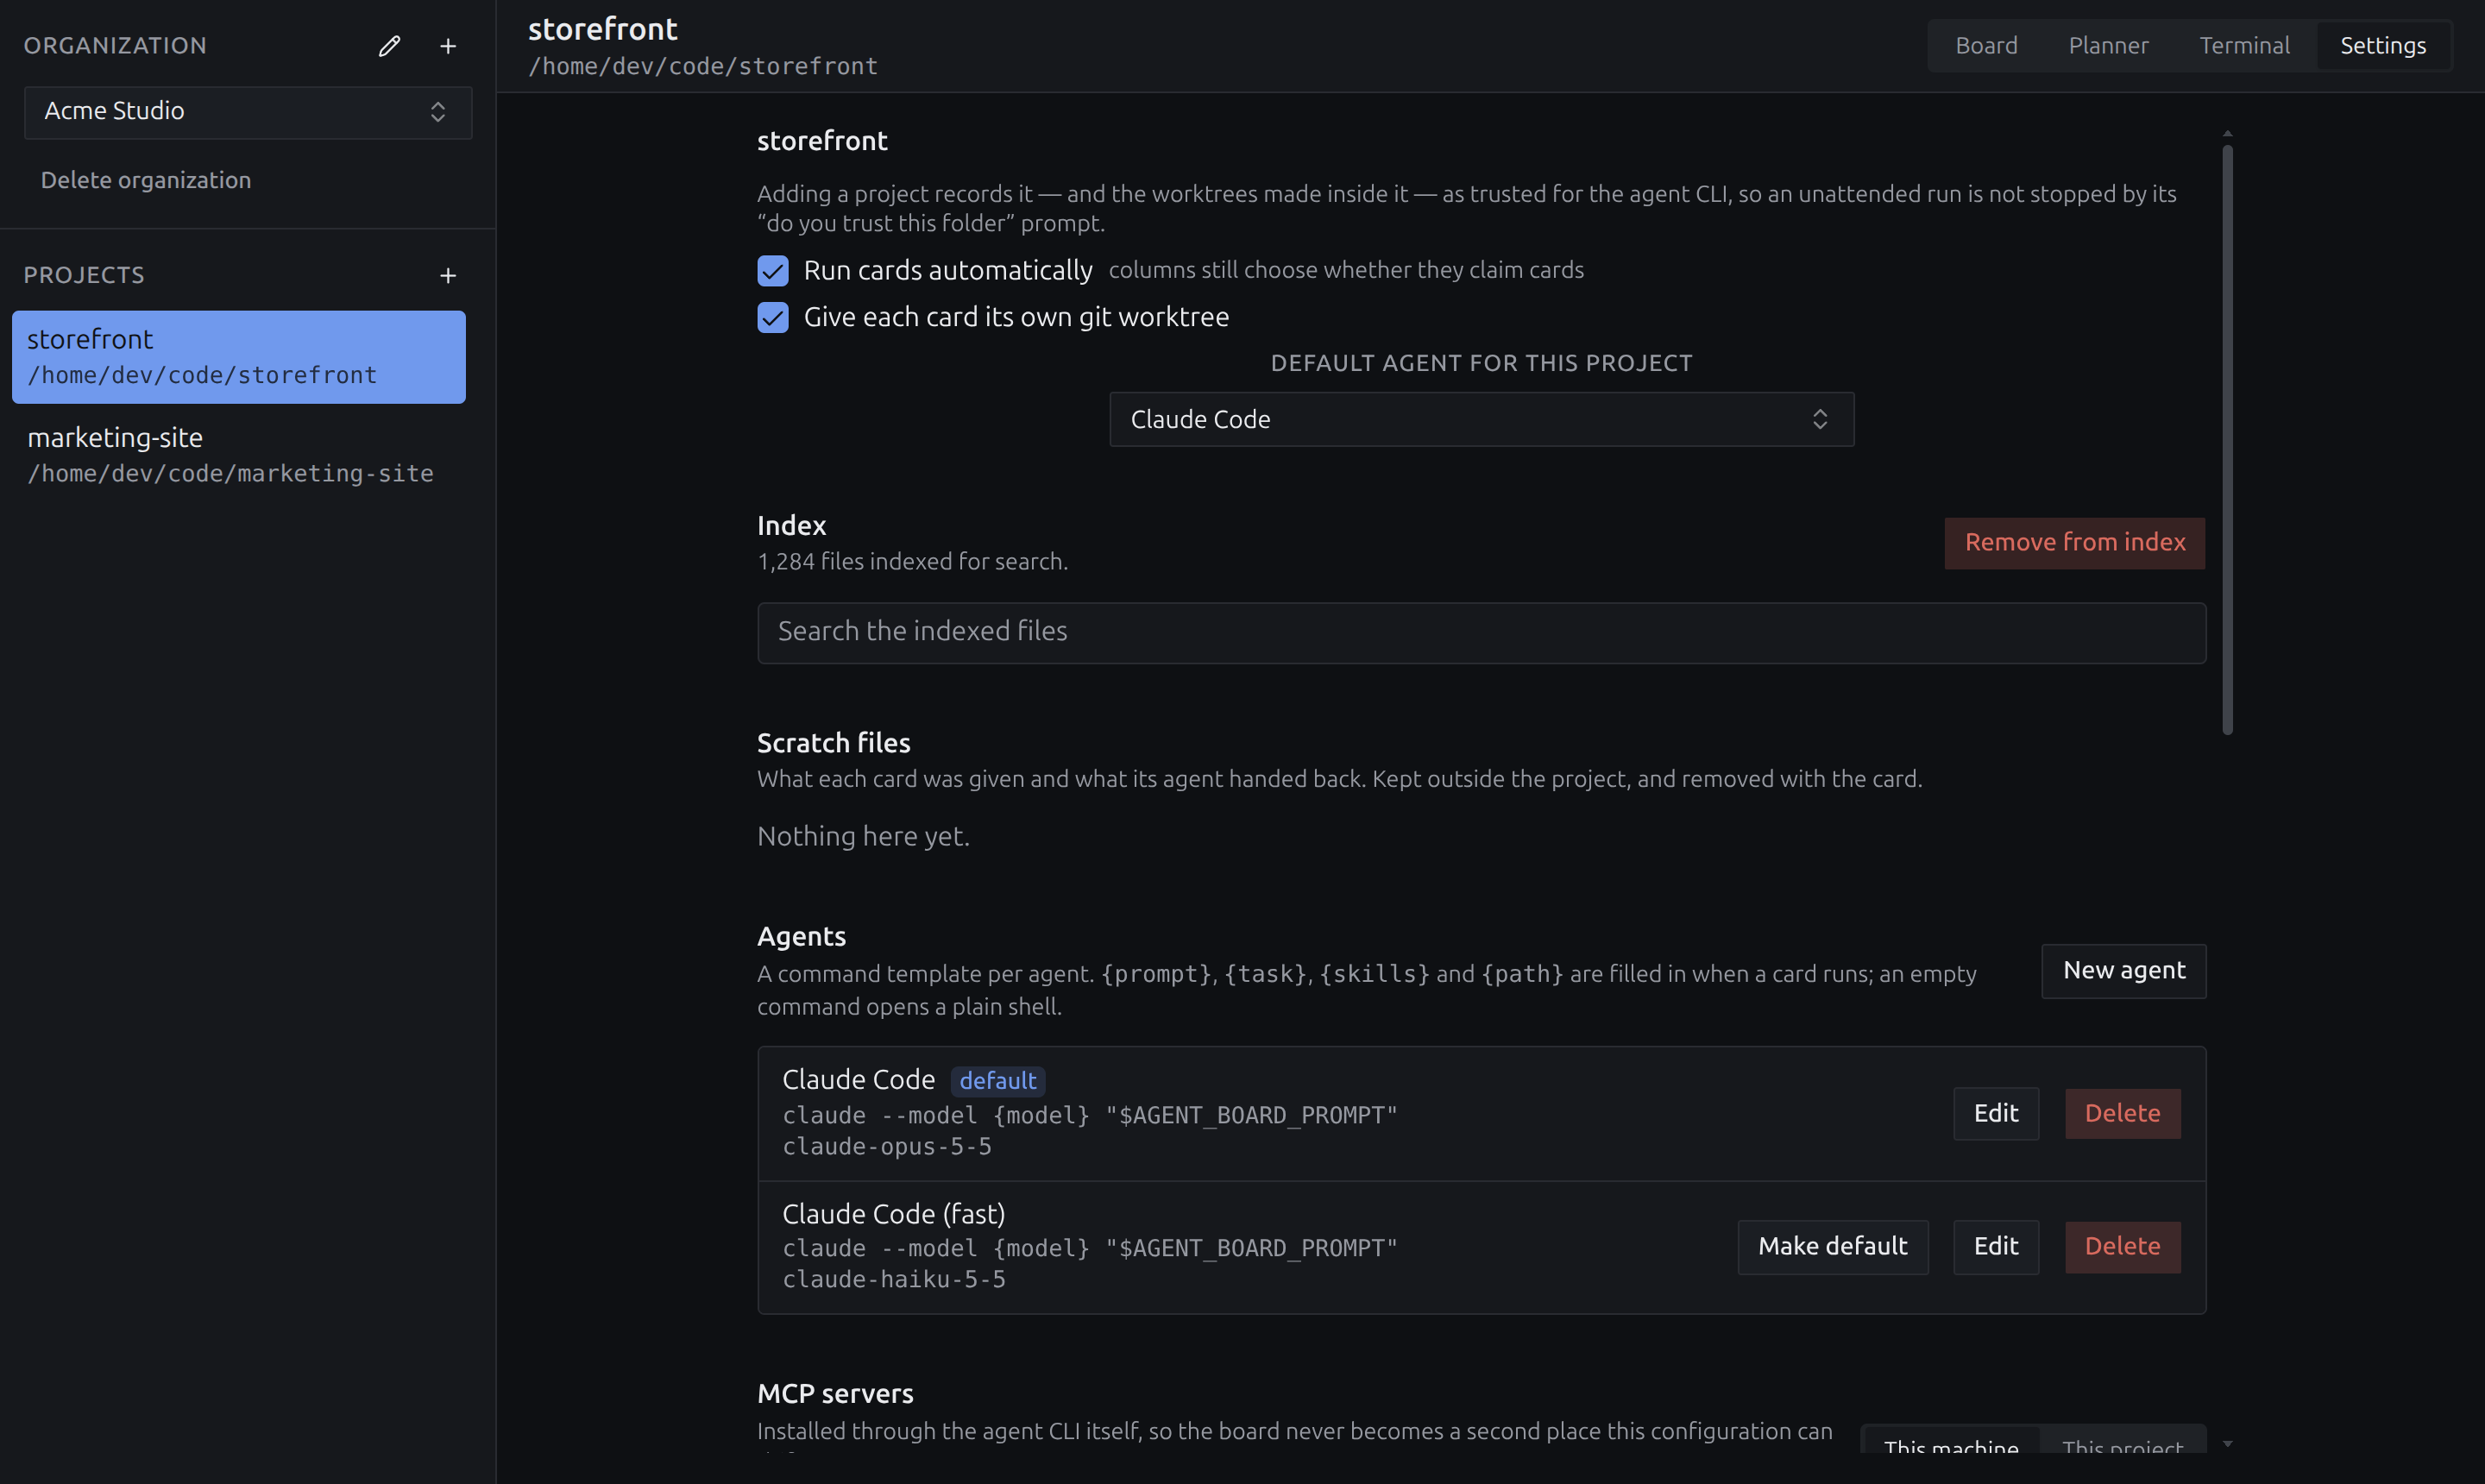 ORGANIZATION
Acme Studio
Delete organization
PROJECTS
storefront
/home/dev/code/storefront
marketing-site
/home/dev/code/marketing-site
storefront
/home/dev/code/storefront
Board
Planner
Terminal
Settings
storefront
Adding a project records it — and the worktrees made inside it — as trusted for the agent CLI, so an unattended run is not stopped by its
“do you trust this folder” prompt.
Run cards automatically columns still choose whether they claim cards
Give each card its own git worktree
DEFAULT AGENT FOR THIS PROJECT
Claude Code
Index
1,284 files indexed for search.
Remove from index
Search the indexed files
Scratch files
What each card was given and what its agent handed back. Kept outside the project, and removed with the card.
Nothing here yet.
Agents
A command template per agent. {prompt}, {task}, {skills} and {path} are filled in when a card runs; an empty
command opens a plain shell.
New agent
Claude Code default
claude --model {model} "$AGENT_BOARD_PROMPT"
claude-opus-5-5
Edit
Delete
Claude Code (fast)
claude --model {model} "$AGENT_BOARD_PROMPT"
claude-haiku-5-5
Make default
Edit
Delete
MCP servers
Installed through the agent CLI itself, so the board never becomes a second place this configuration can
This machine
This project